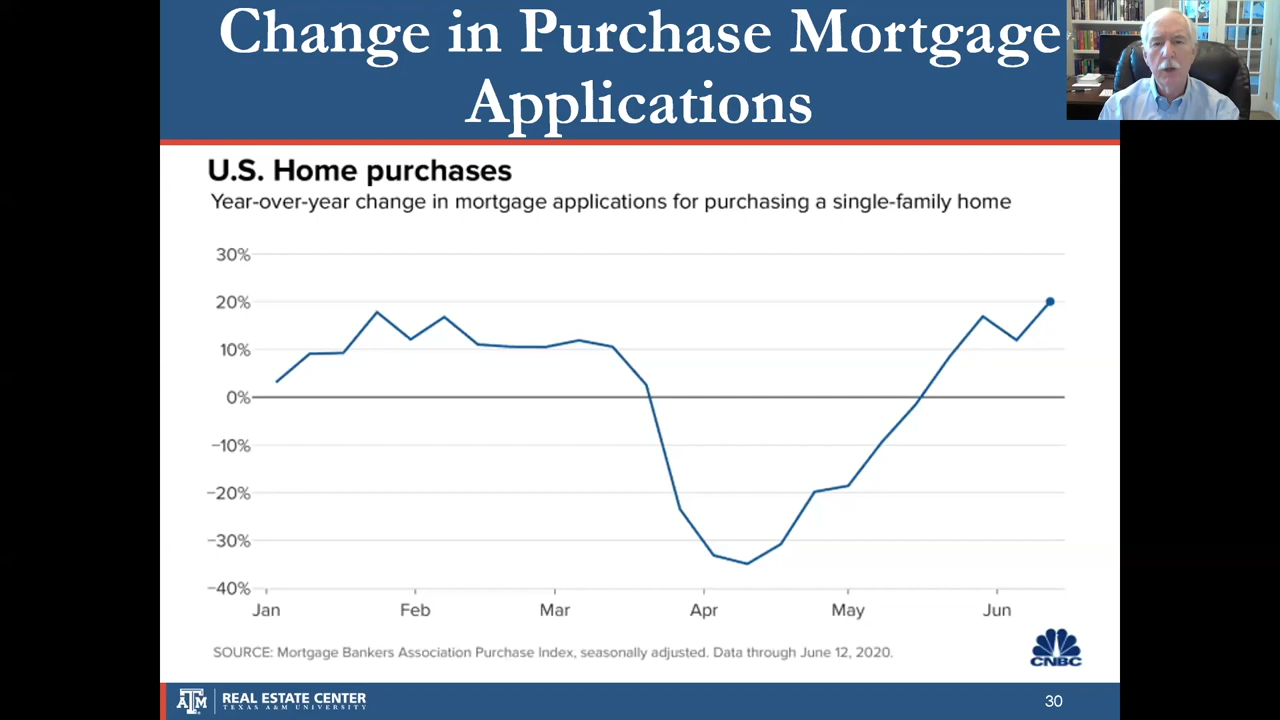 Change in Purchase Mortgage
Applications
U.S. Home purchases
Year-over-year change in mortgage applications for purchasing a single-family home
30%
20%
10%
0%
−10%
−20%
−30%
−40%
Jan Feb Mar Apr May Jun
SOURCE: Mortgage Bankers Association Purchase Index, seasonally adjusted. Data through June 12, 2020.
CNBC
ATM REAL ESTATE CENTER
TEXAS A&M UNIVERSITY
30